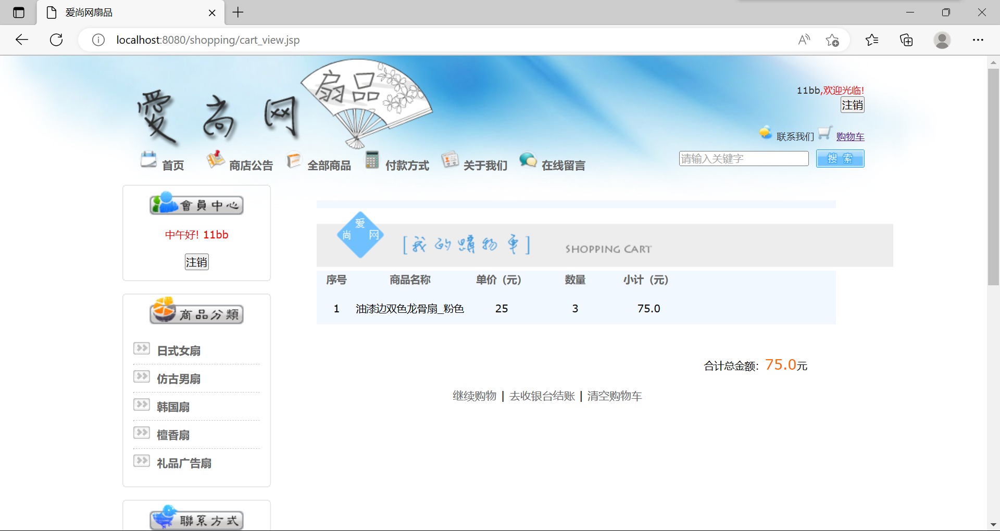 爱尚网扇品
localhost:8080/shopping/cart_view.jsp
愛尚网
扇品
11bb,欢迎光临!
注销
联系我们 购物车
首页 商店公告 全部商品 付款方式 关于我们 在线留言
请输入关键字 搜 索
會員中心
中午好! 11bb
注销
商品分類
日式女扇
仿古男扇
韩国扇
檀香扇
礼品广告扇
聯系方式
爱
尚 网
[我的購物車] SHOPPING CART
序号 商品名称 单价（元） 数量 小计（元）
1 油漆边双色龙骨扇_粉色 25 3 75.0
合计总金额：75.0元
继续购物 | 去收银台结账 | 清空购物车